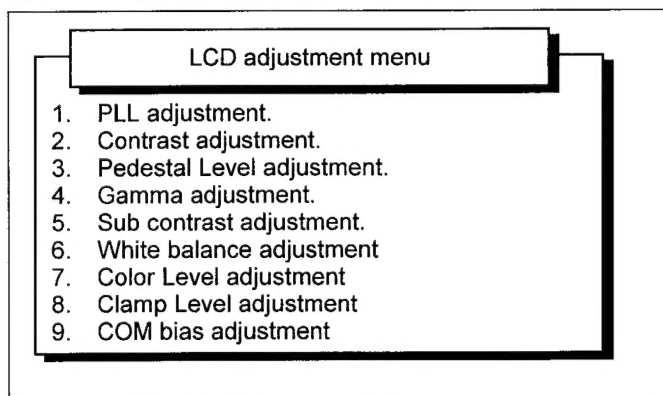 LCD adjustment menu
1. PLL adjustment.
2. Contrast adjustment.
3. Pedestal Level adjustment.
4. Gamma adjustment.
5. Sub contrast adjustment.
6. White balance adjustment
7. Color Level adjustment
8. Clamp Level adjustment
9. COM bias adjustment